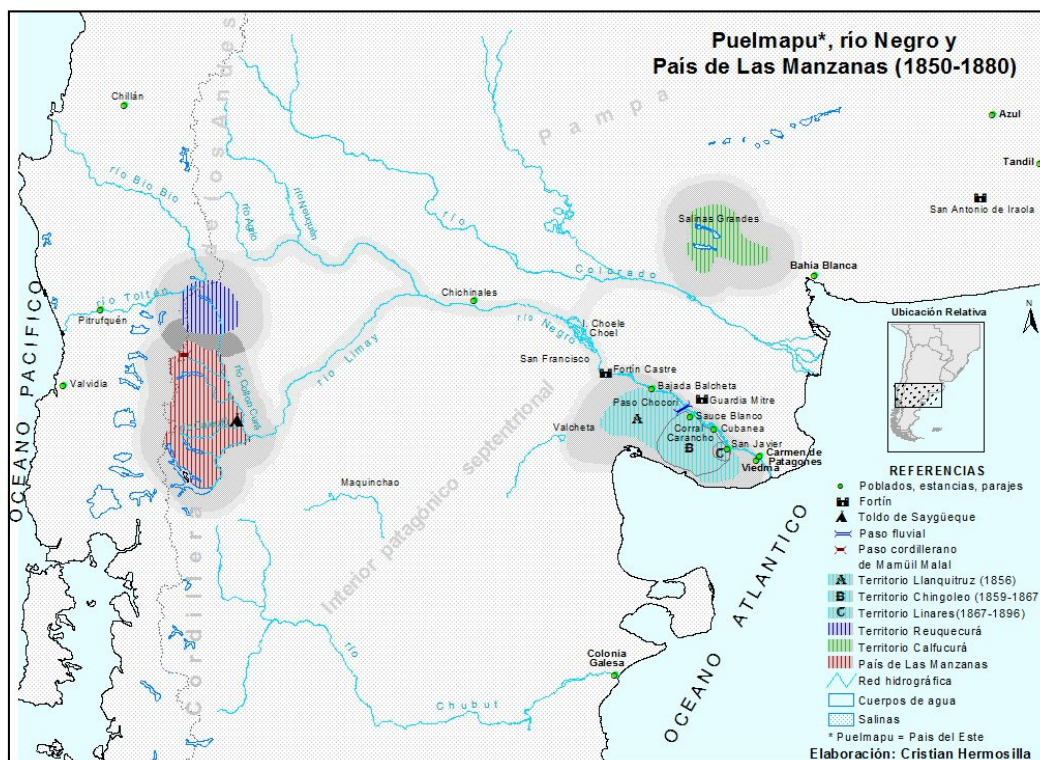 Puelmapu*, río Negro y
País de Las Manzanas (1850-1880)
Chillán
Cordillera de los Andes
Pampa
Azul
Tandil
San Antonio de Iraola
río Bío Bío
río Agrio
río Neuquén
río Colorado
Salinas Grandes
Bahía Blanca
OCEANO PACIFICO
río Toltén
Pitrufquén
Chichinales
río Negro
I. Choele
Choel
río Limay
San Francisco
Fortín Castre
Valvidia
río Collon Curá
Bajada Balcheta
Paso Chocorí
Guardia Mitre
A
Sauce Blanco
Corral
Carancho
Cubanea
B
C
San Javier
Carmen de
Patagones
Viedma
Valcheta
Maquinchao
Interior patagónico septentrional
OCEANO ATLANTICO
Colonia
Galesa
río Chubut
Ubicación Relativa
N
REFERENCIAS
Poblados, estancias, parajes
Fortín
Toldo de Saygüeque
Paso fluvial
Paso cordillerano
de Mamüil Malal
A Territorio Llanquitruz (1856)
B Territorio Chingoleo (1859-1867
C Territorio Linares(1867-1896)
Territorio Reuquecurá
Territorio Calfucurá
País de Las Manzanas
Red hidrográfica
Cuerpos de agua
Salinas
* Puelmapu = Pais del Este
Elaboración: Cristian Hermosilla